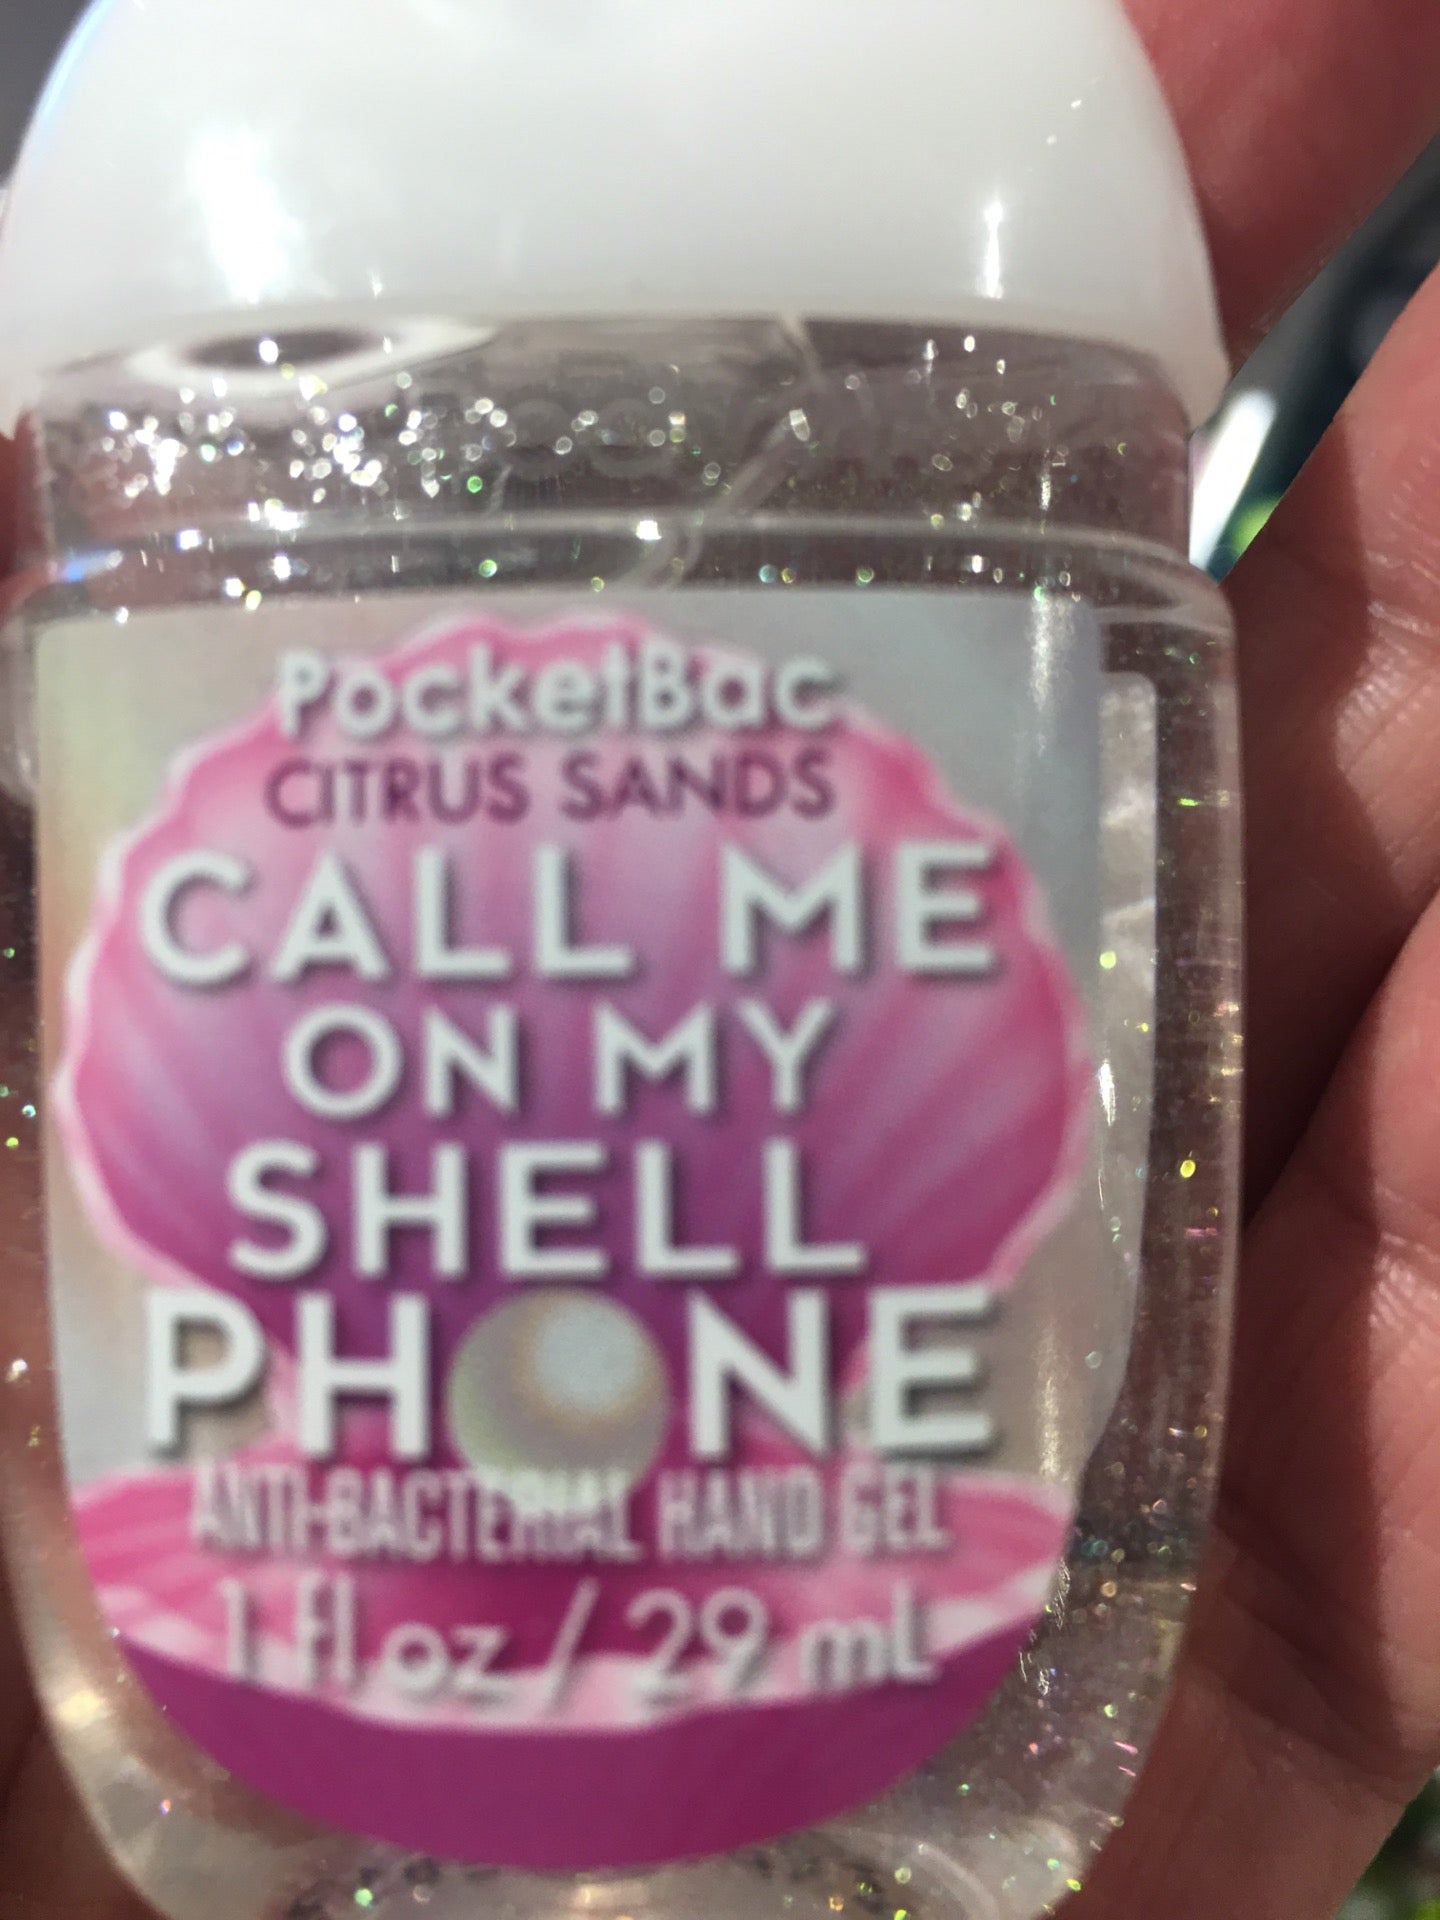 PocketBac
CITRUS SANDS
CALL ME
ON MY
SHELL
PHONE
ANTI-BACTERIAL HAND GEL
1 fl oz / 29 mL